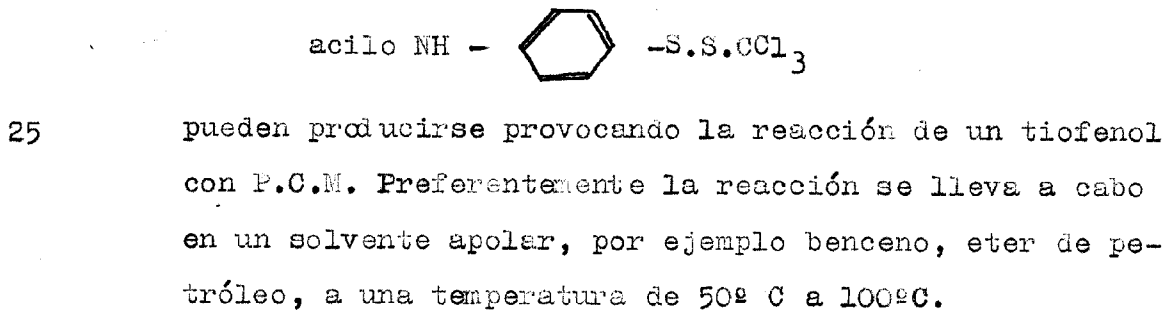 acilo NH - -S.S.CCl3
25 pueden producirse provocando la reacción de un tiofenol
con P.C.M. Preferentemente la reacción se lleva a cabo
en un solvente apolar, por ejemplo benceno, eter de pe-
tróleo, a una temperatura de 50º C a 100ºC.